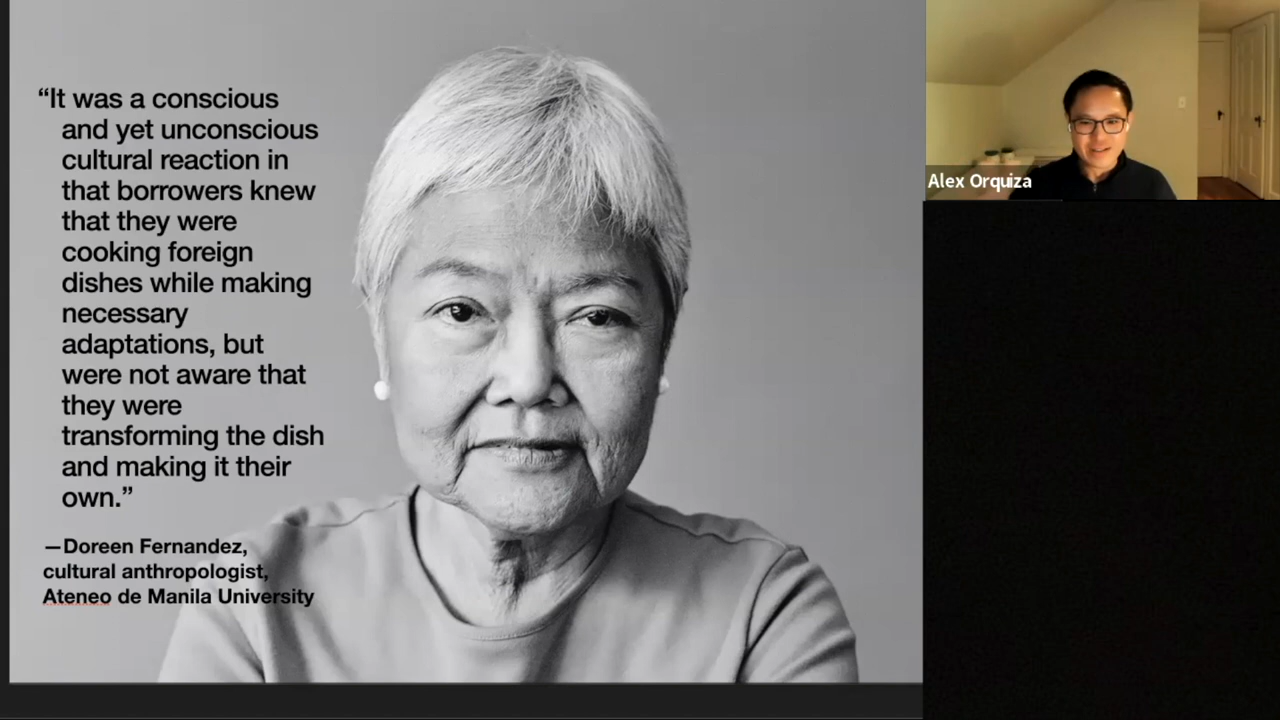 “It was a conscious
and yet unconscious
cultural reaction in
that borrowers knew
that they were
cooking foreign
dishes while making
necessary
adaptations, but
were not aware that
they were
transforming the dish
and making it their
own.”
—Doreen Fernandez,
cultural anthropologist,
Ateneo de Manila University
Alex Orquiza